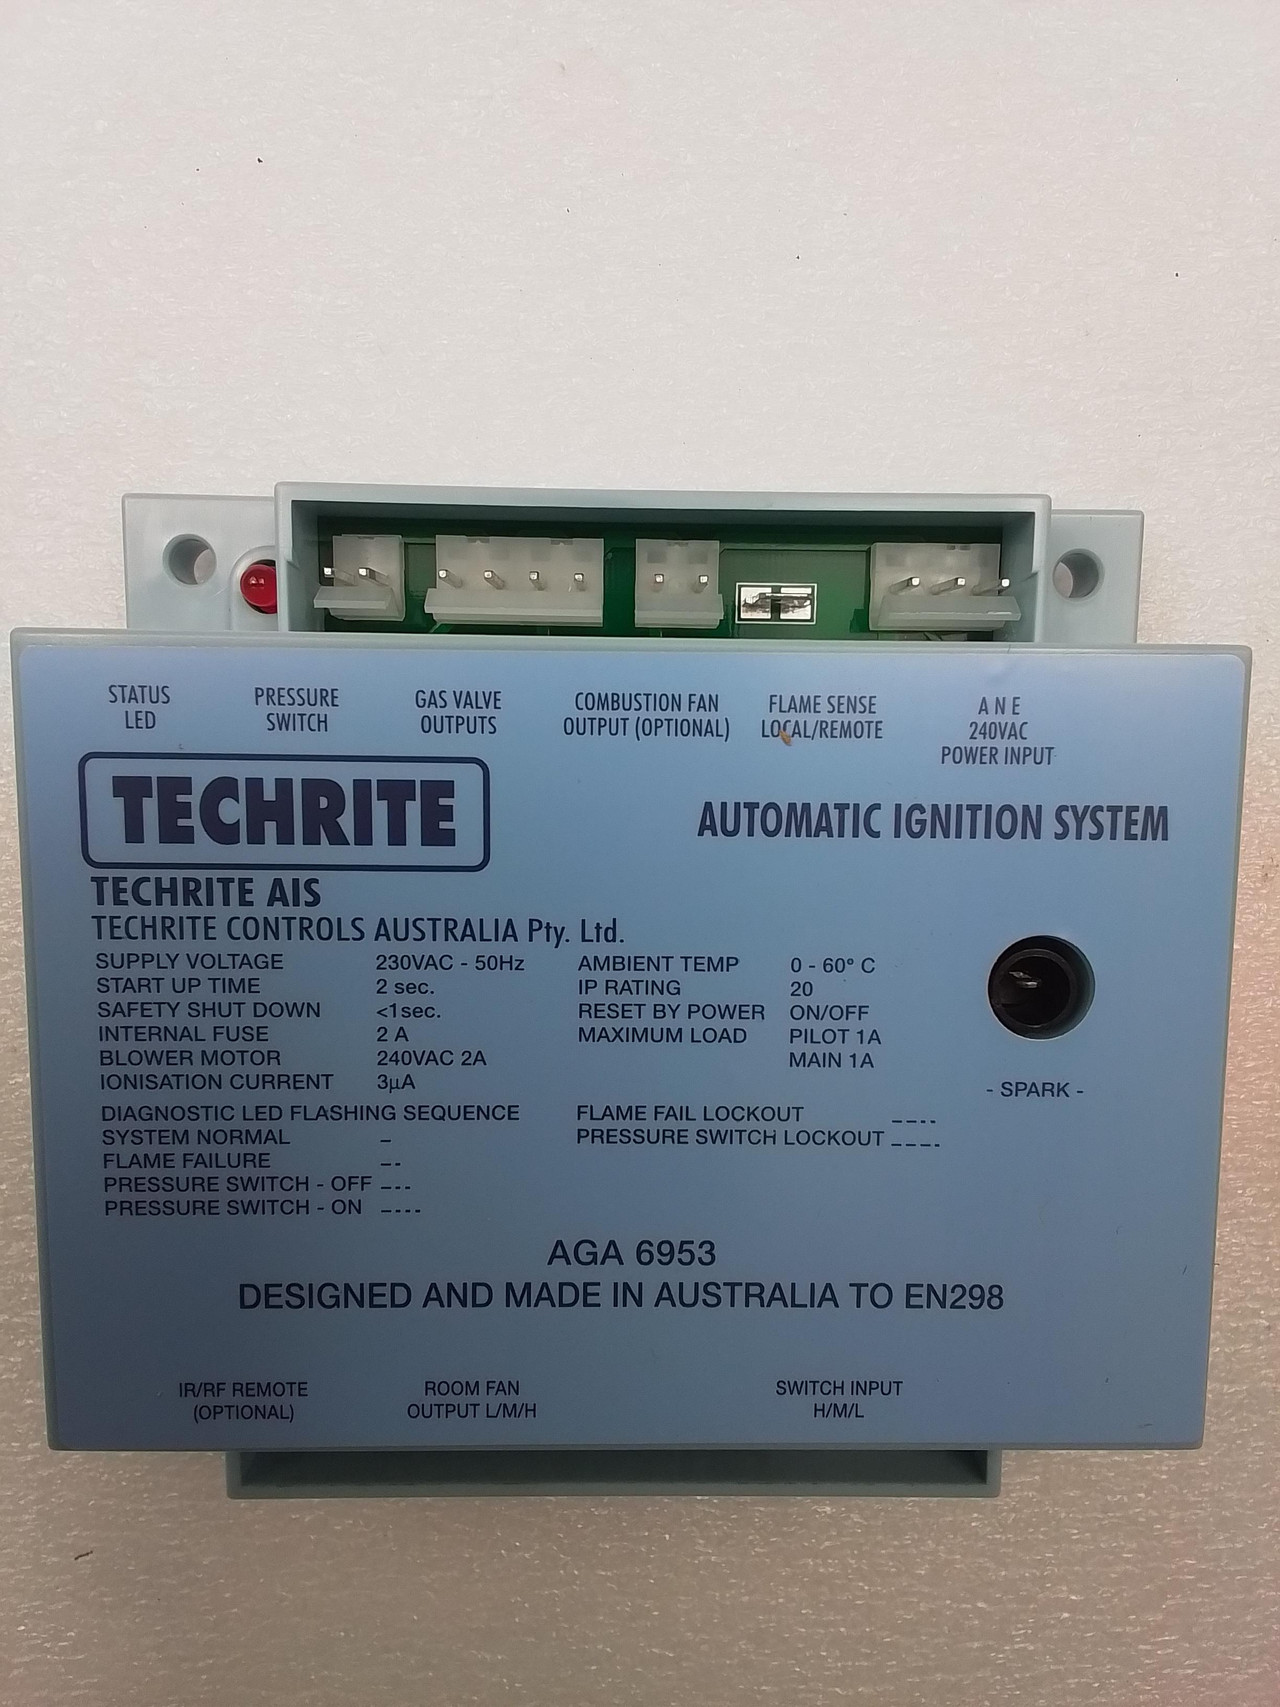 STATUS LED
PRESSURE SWITCH
GAS VALVE OUTPUTS
COMBUSTION FAN OUTPUT (OPTIONAL)
FLAME SENSE LOCAL/REMOTE
A N E
240VAC
POWER INPUT
TECHRITE
AUTOMATIC IGNITION SYSTEM
TECHRITE AIS
TECHRITE CONTROLS AUSTRALIA Pty. Ltd.
SUPPLY VOLTAGE 230VAC - 50Hz
START UP TIME 2 sec.
SAFETY SHUT DOWN <1sec.
INTERNAL FUSE 2 A
BLOWER MOTOR 240VAC 2A
IONISATION CURRENT 3µA
AMBIENT TEMP 0 - 60° C
IP RATING 20
RESET BY POWER ON/OFF
MAXIMUM LOAD PILOT 1A
MAIN 1A
- SPARK -
DIAGNOSTIC LED FLASHING SEQUENCE
SYSTEM NORMAL –
FLAME FAILURE –-
PRESSURE SWITCH - OFF –--
PRESSURE SWITCH - ON –---
FLAME FAIL LOCKOUT ––--
PRESSURE SWITCH LOCKOUT –––-
AGA 6953
DESIGNED AND MADE IN AUSTRALIA TO EN298
IR/RF REMOTE
(OPTIONAL)
ROOM FAN
OUTPUT L/M/H
SWITCH INPUT
H/M/L